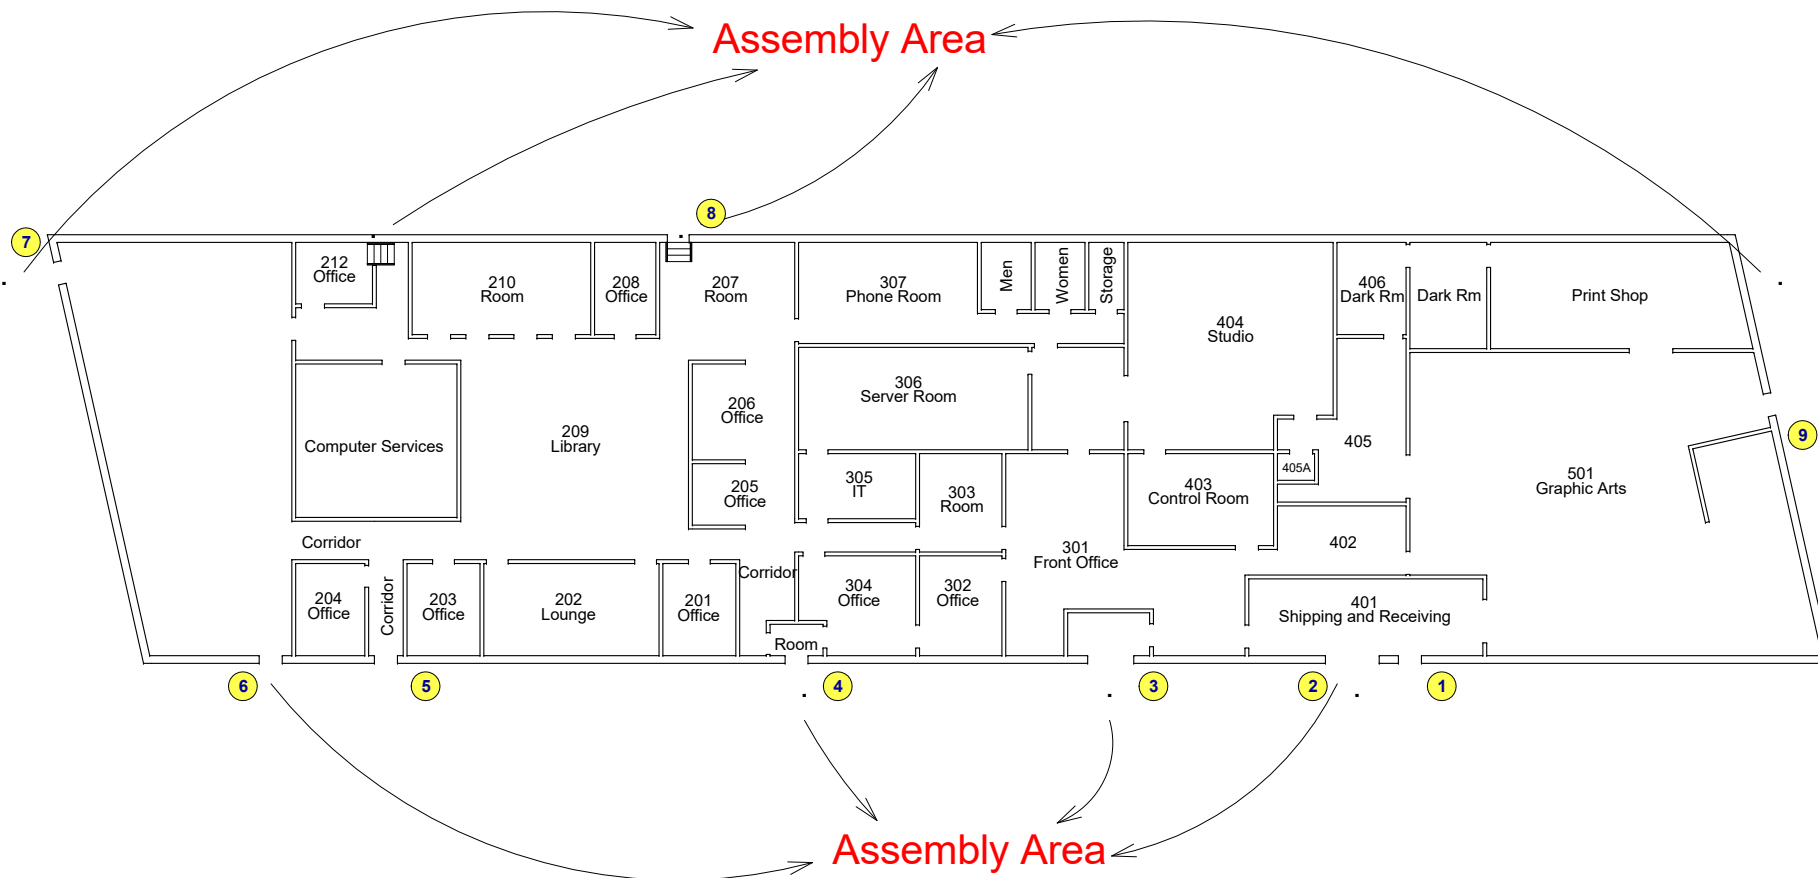 Assembly Area
8
7
212
Office
210
Room
208
Office
207
Room
307
Phone Room
Men
Women
Storage
404
Studio
406
Dark Rm
Dark Rm
Print Shop
306
Server Room
206
Office
209
Library
Computer Services
405
9
405A
501
Graphic Arts
205
Office
305
IT
303
Room
403
Control Room
Corridor
301
Front Office
402
Corridor
Corridor
204
Office
203
Office
202
Lounge
201
Office
304
Office
302
Office
401
Shipping and Receiving
Room
6
5
4
3
2
1
Assembly Area